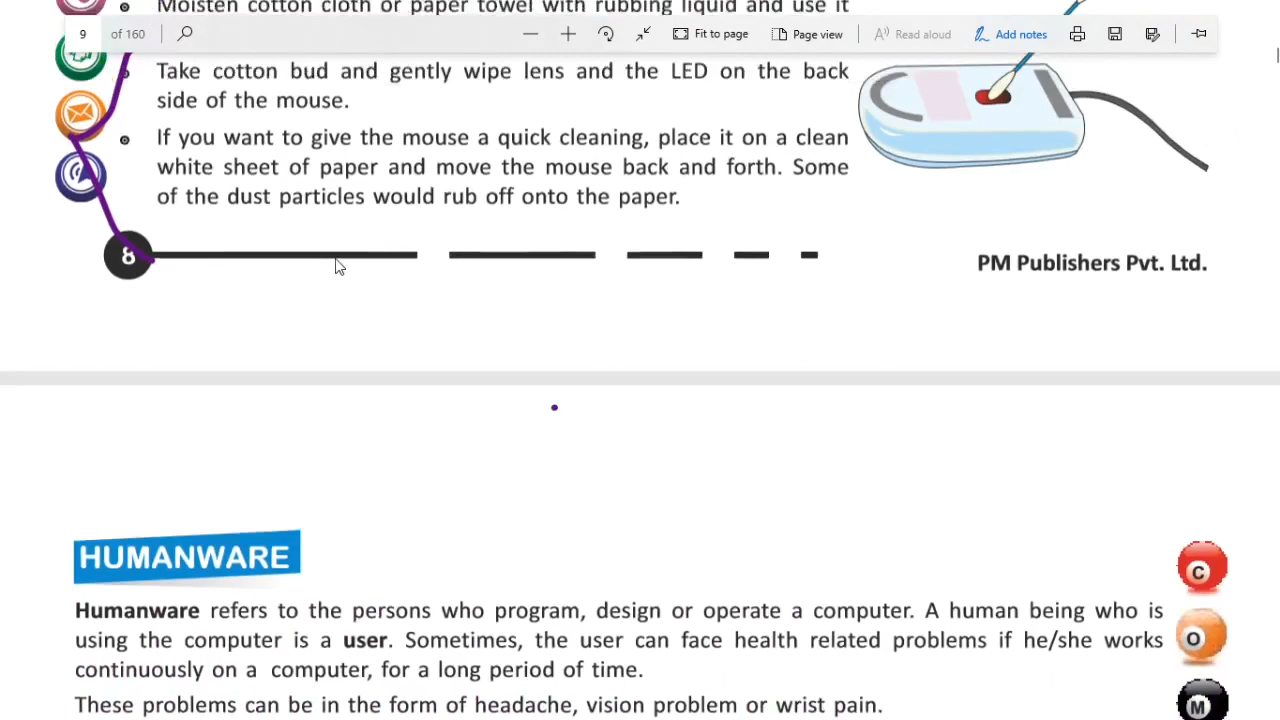 Moisten cotton cloth or paper towel with rubbing liquid and use it
9 of 160 Fit to page Page view Read aloud Add notes
Take cotton bud and gently wipe lens and the LED on the back
side of the mouse.
If you want to give the mouse a quick cleaning, place it on a clean
white sheet of paper and move the mouse back and forth. Some
of the dust particles would rub off onto the paper.
8
PM Publishers Pvt. Ltd.
HUMANWARE
C
Humanware refers to the persons who program, design or operate a computer. A human being who is
using the computer is a user. Sometimes, the user can face health related problems if he/she works
O
continuously on a computer, for a long period of time.
These problems can be in the form of headache, vision problem or wrist pain.
M